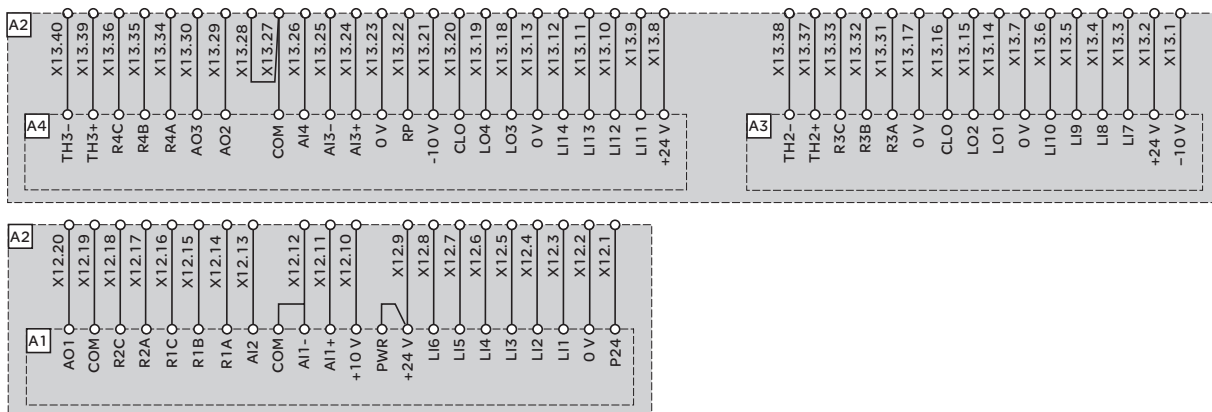 A2
X13.40
X13.39
X13.36
X13.35
X13.34
X13.30
X13.29
X13.28
X13.27
X13.26
X13.25
X13.24
X13.23
X13.22
X13.21
X13.20
X13.19
X13.18
X13.13
X13.12
X13.11
X13.10
X13.9
X13.8
X13.38
X13.37
X13.33
X13.32
X13.31
X13.17
X13.16
X13.15
X13.14
X13.7
X13.6
X13.5
X13.4
X13.3
X13.2
X13.1
A4
TH3-
TH3+
R4C
R4B
R4A
AO3
AO2
COM
AI4
AI3-
AI3+
0 V
RP
-10 V
CLO
LO4
LO3
0 V
LI14
LI13
LI12
LI11
+24 V
A3
TH2-
TH2+
R3C
R3B
R3A
0 V
CLO
LO2
LO1
0 V
LI10
LI9
LI8
LI7
+24 V
-10 V
A2
X12.20
X12.19
X12.18
X12.17
X12.16
X12.15
X12.14
X12.13
X12.12
X12.11
X12.10
X12.9
X12.8
X12.7
X12.6
X12.5
X12.4
X12.3
X12.2
X12.1
A1
AO1
COM
R2C
R2A
R1C
R1B
R1A
AI2
COM
AI1-
AI1+
+10 V
PWR
+24 V
LI6
LI5
LI4
LI3
LI2
LI1
0 V
P24